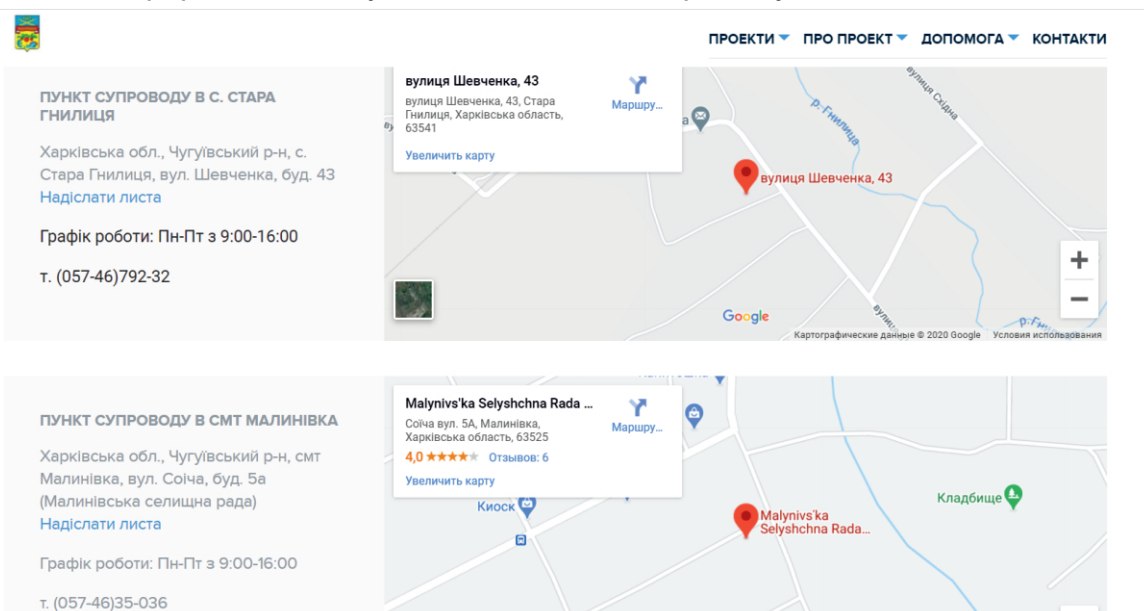 ПРОЕКТИ ПРО ПРОЕКТ ДОПОМОГА КОНТАКТИ
ПУНКТ СУПРОВОДУ В С. СТАРА
ГНИЛИЦЯ
Харківська обл., Чугуївський р-н, с.
Стара Гнилиця, вул. Шевченка, буд. 43
Надіслати листа
Графік роботи: Пн-Пт з 9:00-16:00
т. (057-46)792-32
вулиця Шевченка, 43
вулиця Шевченка, 43, Стара
Гнилиця, Харківська область,
63541
Увеличить карту
Маршру...
р. Гнилица
вулиця Східна
вулиця Шевченка, 43
Google
Картографические данные © 2020 Google Условия использования
ПУНКТ СУПРОВОДУ В СМТ МАЛИНІВКА
Харківська обл., Чугуївський р-н, смт
Малинівка, вул. Соіча, буд. 5а
(Малинівська селищна рада)
Надіслати листа
Графік роботи: Пн-Пт з 9:00-16:00
т. (057-46)35-036
Malynivs'ka Selyshchna Rada ...
Соїча вул. 5А, Малинівка,
Харківська область, 63525
4,0 Отзывов: 6
Увеличить карту
Маршру...
Киоск
Malynivs'ka
Selyshchna Rada...
Кладбище